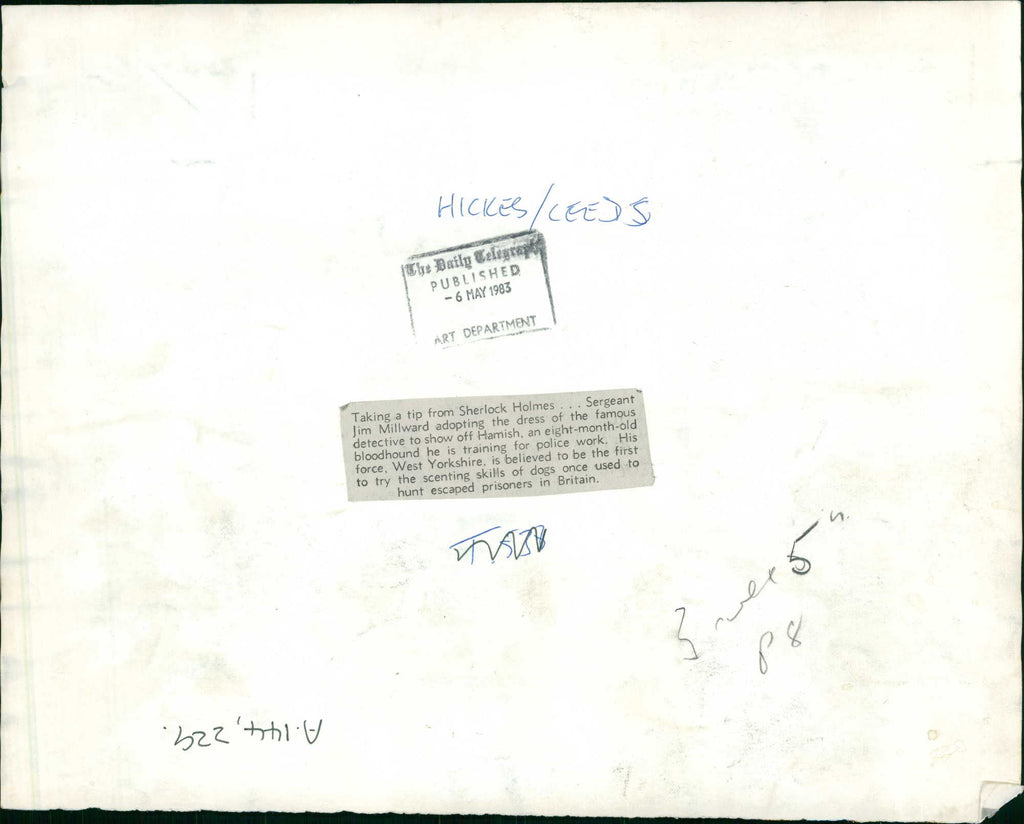 HICKES/LEEDS
The Daily Telegraph
PUBLISHED
- 6 MAY 1983
ART DEPARTMENT
Taking a tip from Sherlock Holmes . . . Sergeant
Jim Millward adopting the dress of the famous
detective to show off Hamish, an eight-month-old
bloodhound he is training for police work. His
force, West Yorkshire, is believed to be the first
to try the scenting skills of dogs once used to
hunt escaped prisoners in Britain.
5"
3
P8
A.144,229.